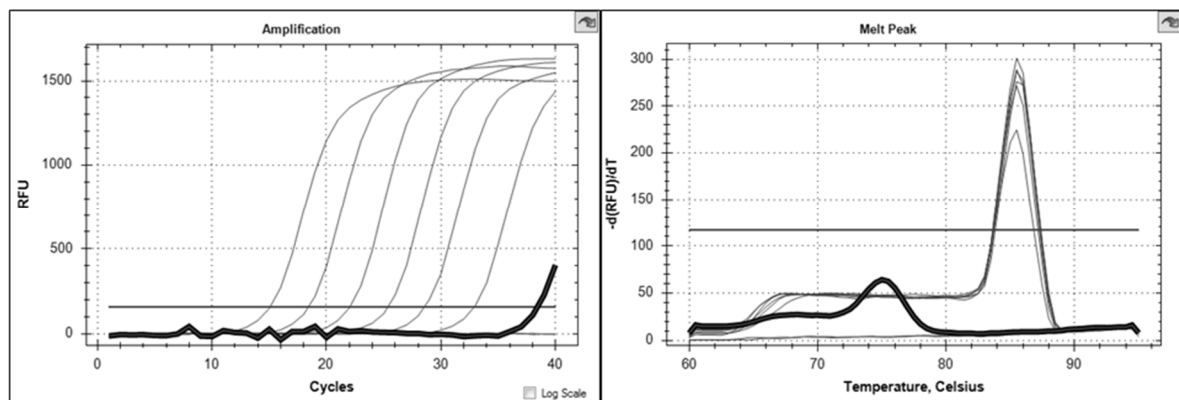 Amplification
1500
1000
500
0
RFU
0
10
20
30
40
Cycles
Log Scale
Melt Peak
300
250
200
150
100
50
0
-d(RFU)/dT
60
70
80
90
Temperature, Celsius